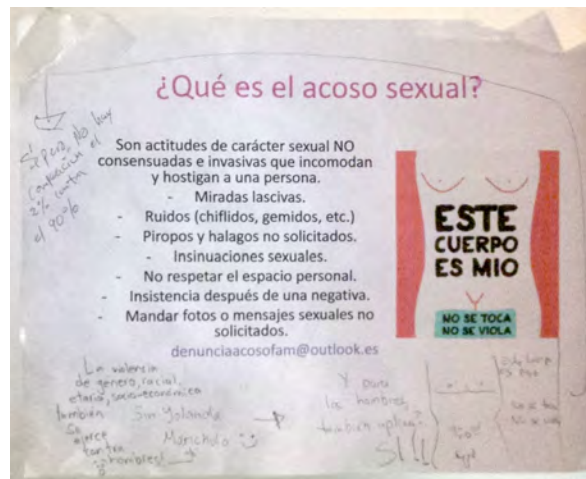 ¿Qué es el acoso sexual?
Son actitudes de carácter sexual NO
consensuadas e invasivas que incomodan
y hostigan a una persona.
- Miradas lascivas.
- Ruidos (chiflidos, gemidos, etc.)
- Piropos y halagos no solicitados.
- Insinuaciones sexuales.
- No respetar el espacio personal.
- Insistencia después de una negativa.
- Mandar fotos o mensajes sexuales no
solicitados.
denunciaacosofam@outlook.es
ESTE
CUERPO
ES MIO
NO SE TOCA
NO SE VIOLA
Sí
pero, No hay
comparación el
2% contra
el 90%
La violencia
de género, racial,
etaria, socioeconómica
también
se
ejerce
contra
hombres!
Sin Yolanda
Maricholo
Y para
los hombres,
también aplica?
SI!!